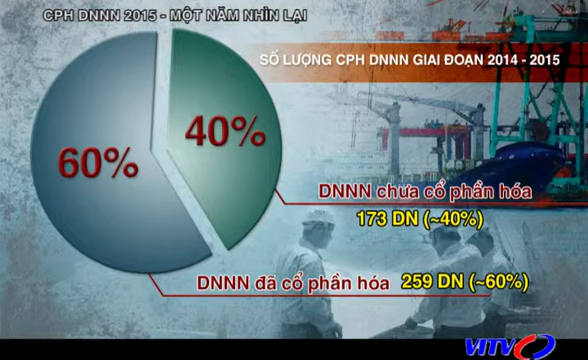 CPH DNNN 2015 - MỘT NĂM NHÌN LẠI
SỐ LƯỢNG CPH DNNN GIAI ĐOẠN 2014 - 2015
40%
60%
DNNN chưa cổ phần hóa
173 DN (~40%)
DNNN đã cổ phần hóa 259 DN (~60%)
VITV